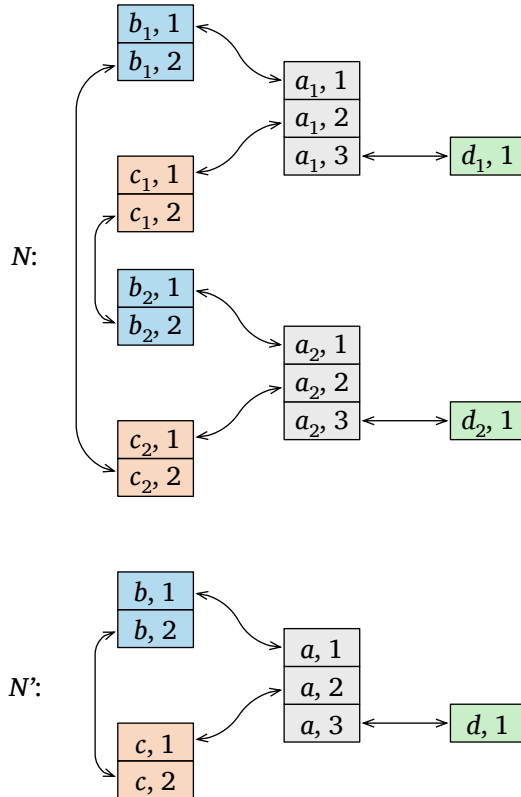 b₁, 1
b₁, 2
a₁, 1
a₁, 2
a₁, 3
d₁, 1
c₁, 1
c₁, 2
N:
b₂, 1
b₂, 2
a₂, 1
a₂, 2
a₂, 3
d₂, 1
c₂, 1
c₂, 2
b, 1
b, 2
a, 1
N’:
a, 2
a, 3
d, 1
c, 1
c, 2